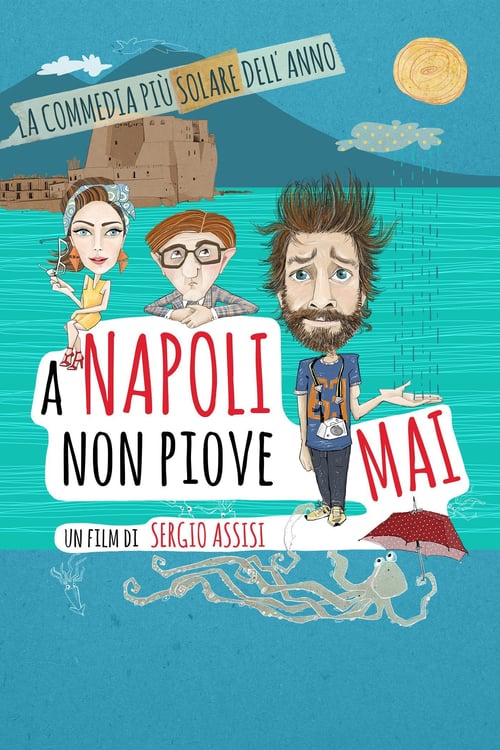 LA COMMEDIA PIÙ SOLARE DELL'ANNO
A NAPOLI
NON PIOVE
MAI
UN FILM DI SERGIO ASSISI